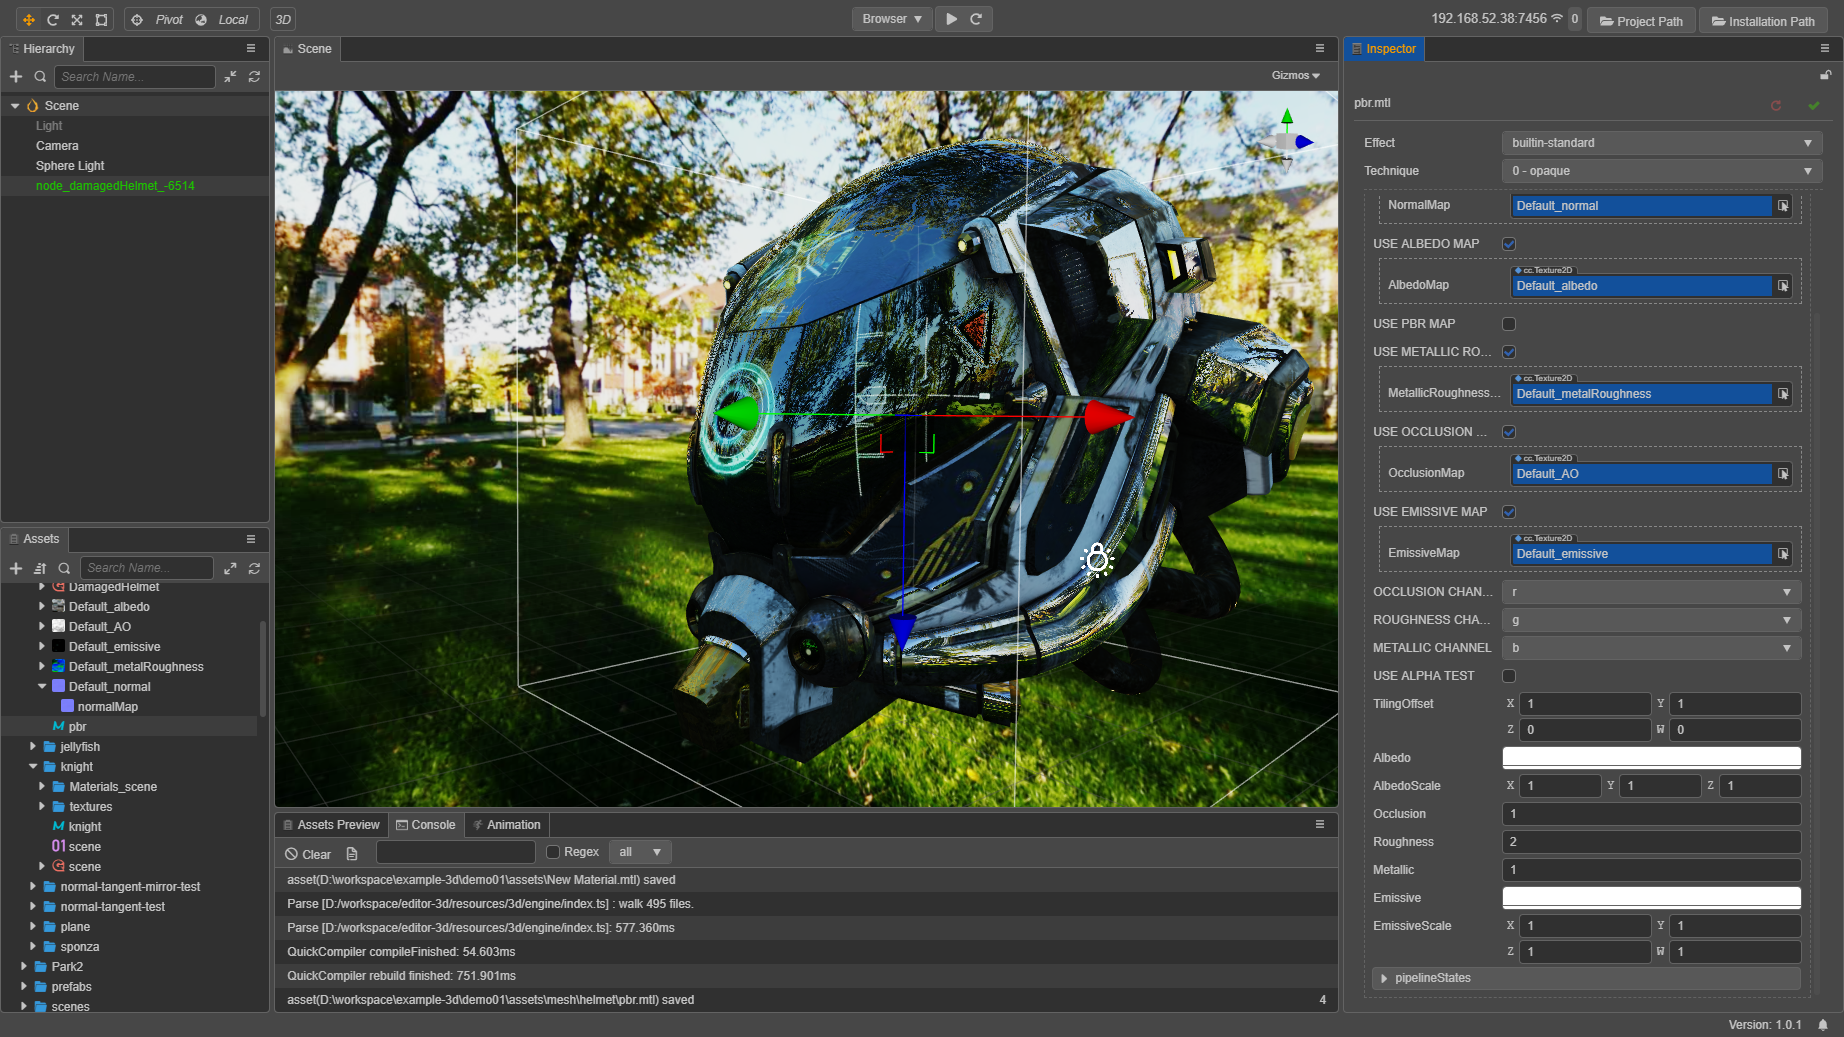 Pivot
Local
3D
Browser
192.168.52.38:7456
0
Project Path
Installation Path
Hierarchy
Search Name...
Scene
Light
Camera
Sphere Light
node_damagedHelmet_-6514
Assets
Search Name...
DamagedHelmet
Default_albedo
Default_AO
Default_emissive
Default_metalRoughness
Default_normal
normalMap
pbr
jellyfish
knight
Materials_scene
textures
knight
01 scene
scene
normal-tangent-mirror-test
normal-tangent-test
plane
sponza
Park2
prefabs
scenes
Scene
Gizmos
Assets Preview
Console
Animation
Clear
Regex
all
asset(D:\workspace\example-3d\demo01\assets\New Material.mtl) saved
Parse [D:/workspace/editor-3d/resources/3d/engine/index.ts] : walk 495 files.
Parse [D:/workspace/editor-3d/resources/3d/engine/index.ts]: 577.360ms
QuickCompiler compileFinished: 54.603ms
QuickCompiler rebuild finished: 751.901ms
asset(D:\workspace\example-3d\demo01\assets\mesh\helmet\pbr.mtl) saved
4
Inspector
pbr.mtl
Effect
builtin-standard
Technique
0 - opaque
NormalMap
Default_normal
USE ALBEDO MAP
cc.Texture2D
AlbedoMap
Default_albedo
USE PBR MAP
USE METALLIC RO...
cc.Texture2D
MetallicRoughness...
Default_metalRoughness
USE OCCLUSION ...
cc.Texture2D
OcclusionMap
Default_AO
USE EMISSIVE MAP
cc.Texture2D
EmissiveMap
Default_emissive
OCCLUSION CHAN...
r
ROUGHNESS CHA...
g
METALLIC CHANNEL
b
USE ALPHA TEST
TilingOffset
X 1 Y 1
Z 0 W 0
Albedo
AlbedoScale
X 1 Y 1 Z 1
Occlusion
1
Roughness
2
Metallic
1
Emissive
EmissiveScale
X 1 Y 1
Z 1 W 1
pipelineStates
Version: 1.0.1